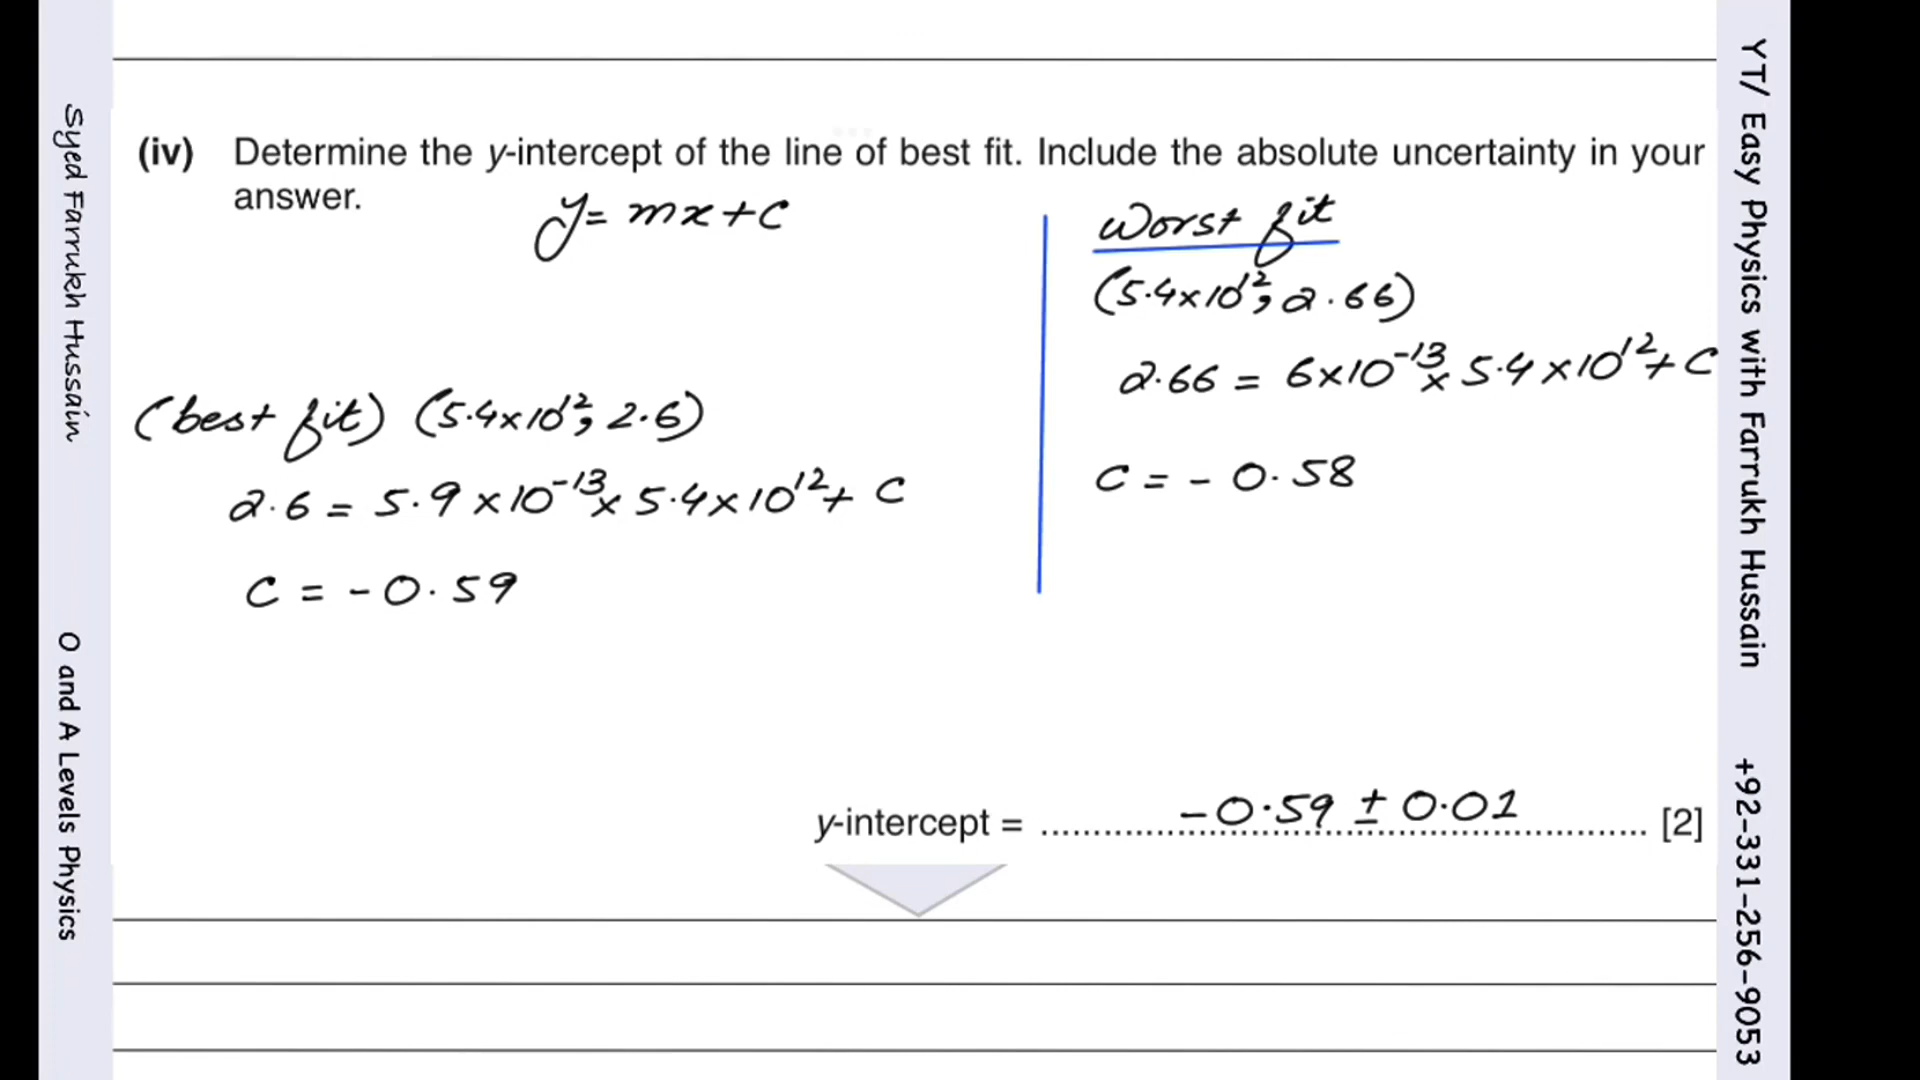 (iv) Determine the y-intercept of the line of best fit. Include the absolute uncertainty in your
answer.
y = mx + c
(best fit) (5.4×10¹², 2.6)
2.6 = 5.9 × 10⁻¹³ × 5.4 × 10¹² + C
C = - 0.59
Worst fit
(5.4×10¹², 2.66)
2.66 = 6×10⁻¹³ × 5.4 × 10¹² + C
C = - 0.58
y-intercept = -0.59 ± 0.01 [2]
Syed Farrukh Hussain
O and A Levels Physics
YT/ Easy Physics with Farrukh Hussain
+92-331-256-9053